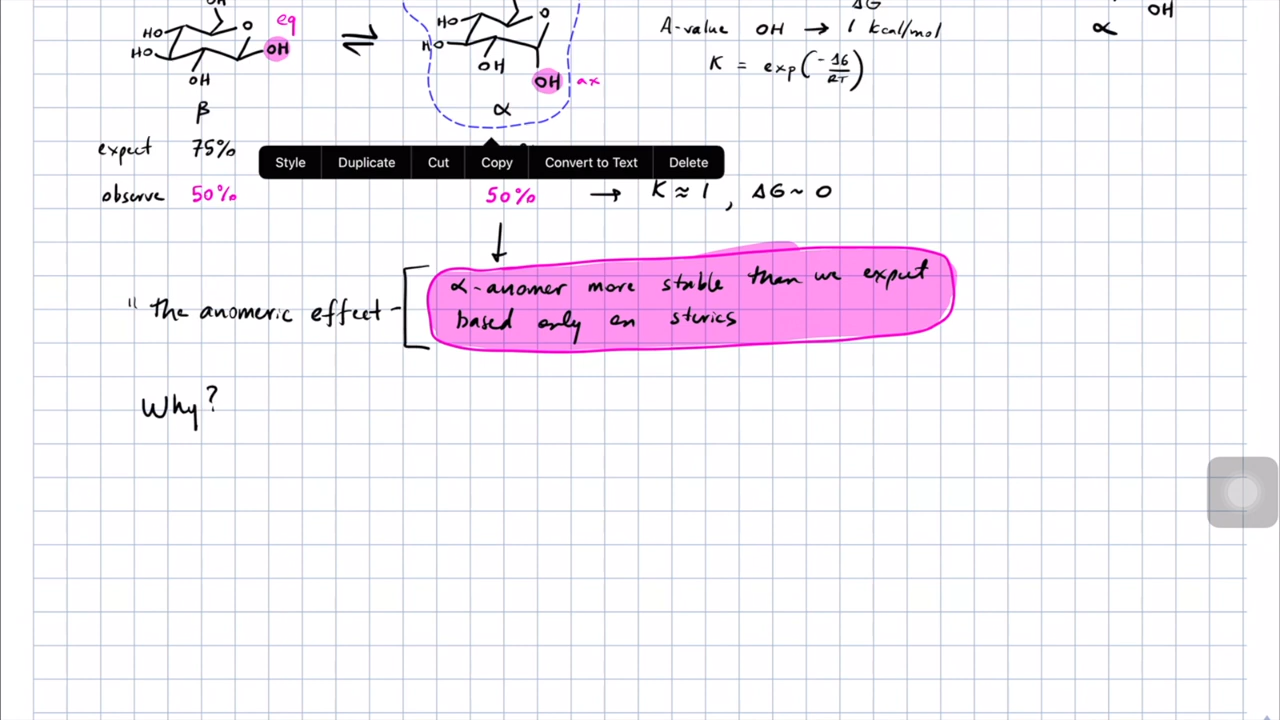 OH
eq
HO
O
HO
OH
OH
β
HO
O
HO
OH
OH
ax
α
ΔG
A-value OH → 1 kcal/mol
K = exp(-ΔG/RT)
OH
α
expect 75%
Style Duplicate Cut Copy Convert to Text Delete
observe 50% 50% → K ≈ 1 , ΔG ~ 0
α-anomer more stable than we expect
based only on sterics
" the anomeric effect
Why?